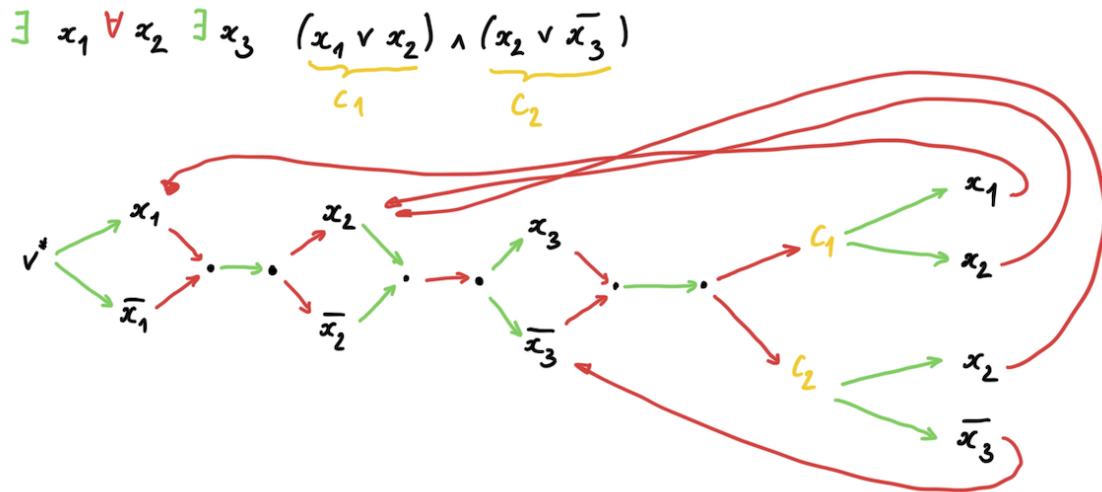 ∃ x₁ ∀ x₂ ∃ x₃ (x₁ ∨ x₂) ∧ (x₂ ∨ x̅₃)
C₁ C₂
x₁
x₁ x₂ x₃ C₁
v* x₂
x̅₁ x̅₂ x̅₃ C₂ x₂
x̅₃